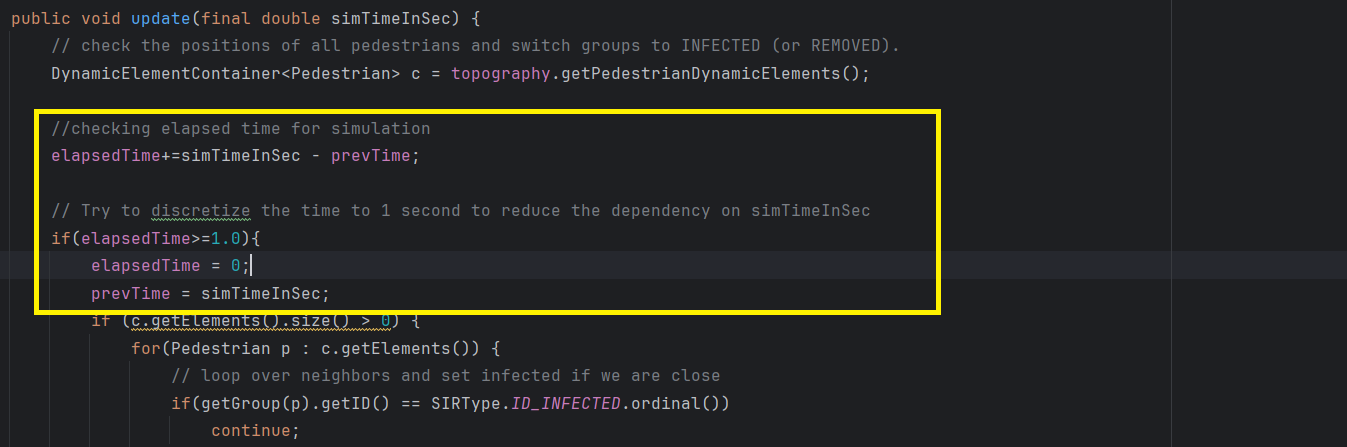 public void update(final double simTimeInSec) {
// check the positions of all pedestrians and switch groups to INFECTED (or REMOVED).
DynamicElementContainer<Pedestrian> c = topography.getPedestrianDynamicElements();
//checking elapsed time for simulation
elapsedTime+=simTimeInSec - prevTime;
// Try to discretize the time to 1 second to reduce the dependency on simTimeInSec
if(elapsedTime>=1.0){
elapsedTime = 0;
prevTime = simTimeInSec;
if (c.getElements().size() > 0) {
for(Pedestrian p : c.getElements()) {
// loop over neighbors and set infected if we are close
if(getGroup(p).getID() == SIRType.ID_INFECTED.ordinal())
continue;